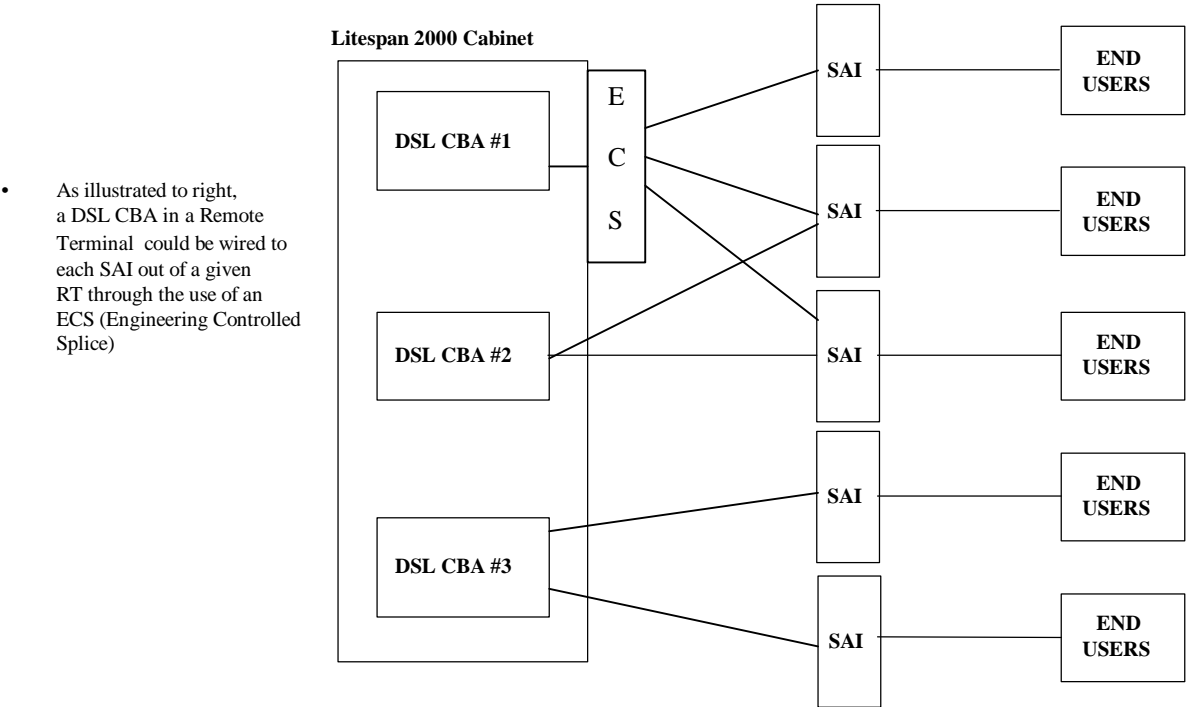 Litespan 2000 Cabinet
• As illustrated to right,
a DSL CBA in a Remote
Terminal could be wired to
each SAI out of a given
RT through the use of an
ECS (Engineering Controlled
Splice)
DSL CBA #1
E
C
S
DSL CBA #2
DSL CBA #3
SAI
END
USERS
SAI
END
USERS
SAI
END
USERS
SAI
END
USERS
SAI
END
USERS